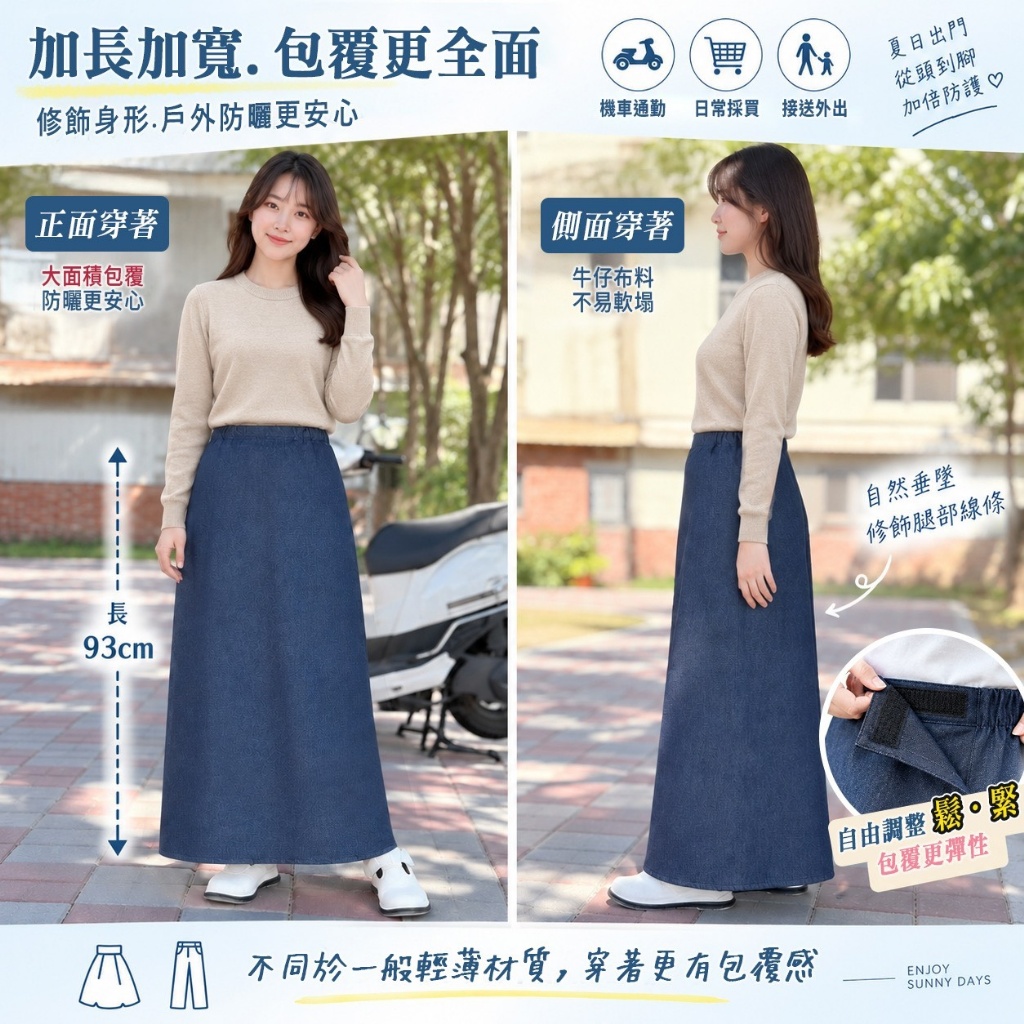 加長加寬.包覆更全面
修飾身形.戶外防曬更安心
機車通勤
日常採買
接送外出
夏日出門
從頭到腳
加倍防護♡
正面穿著
大面積包覆
防曬更安心
側面穿著
牛仔布料
不易軟塌
長
93cm
自然垂墜
修飾腿部線條
自由調整鬆・緊
包覆更彈性
不同於一般輕薄材質,穿著更有包覆感
ENJOY
SUNNY DAYS